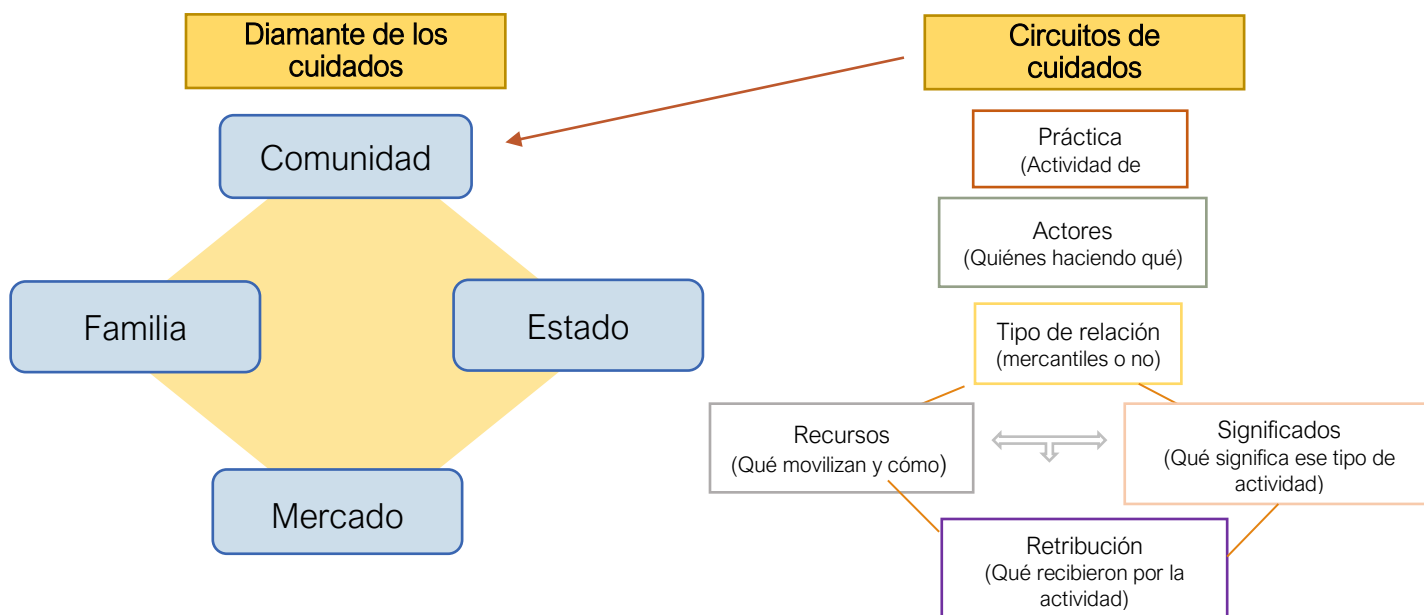 Diamante de los
cuidados
Comunidad
Familia
Estado
Mercado
Circuitos de
cuidados
Práctica
(Actividad de
Actores
(Quiénes haciendo qué)
Tipo de relación
(mercantiles o no)
Recursos
(Qué movilizan y cómo)
Significados
(Qué significa ese tipo de
actividad)
Retribución
(Qué recibieron por la
actividad)